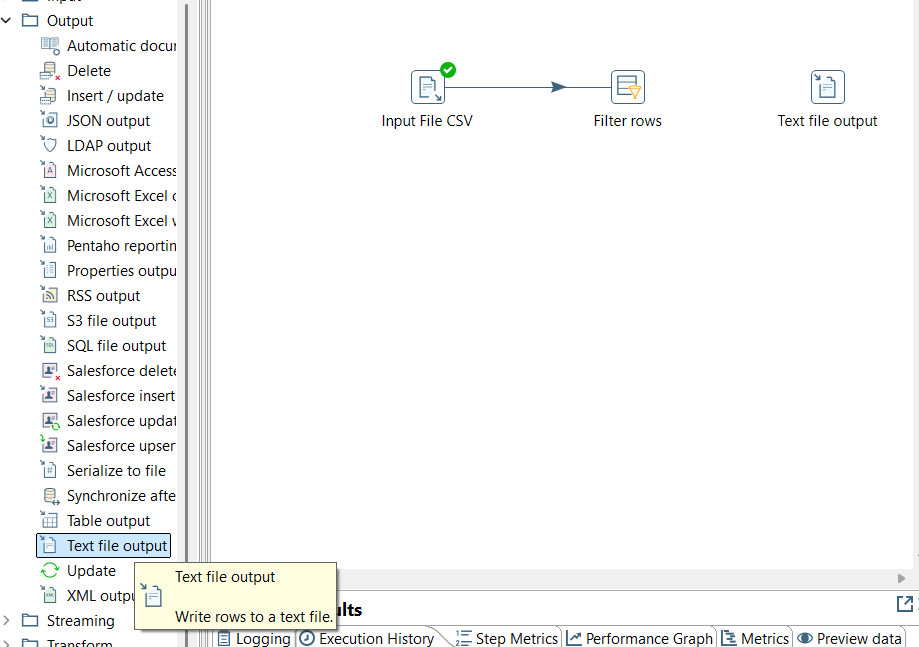 Input
Output
Automatic docu
Delete
Insert / update
JSON output
LDAP output
Microsoft Access
Microsoft Excel
Microsoft Excel
Pentaho reportin
Properties outpu
RSS output
S3 file output
SQL file output
Salesforce delete
Salesforce insert
Salesforce updat
Salesforce upser
Serialize to file
Synchronize afte
Table output
Text file output
Update
XML outpu
Streaming
Transform
Input File CSV
Filter rows
Text file output
Text file output
Write rows to a text file.
ults
Logging
Execution History
Step Metrics
Performance Graph
Metrics
Preview data